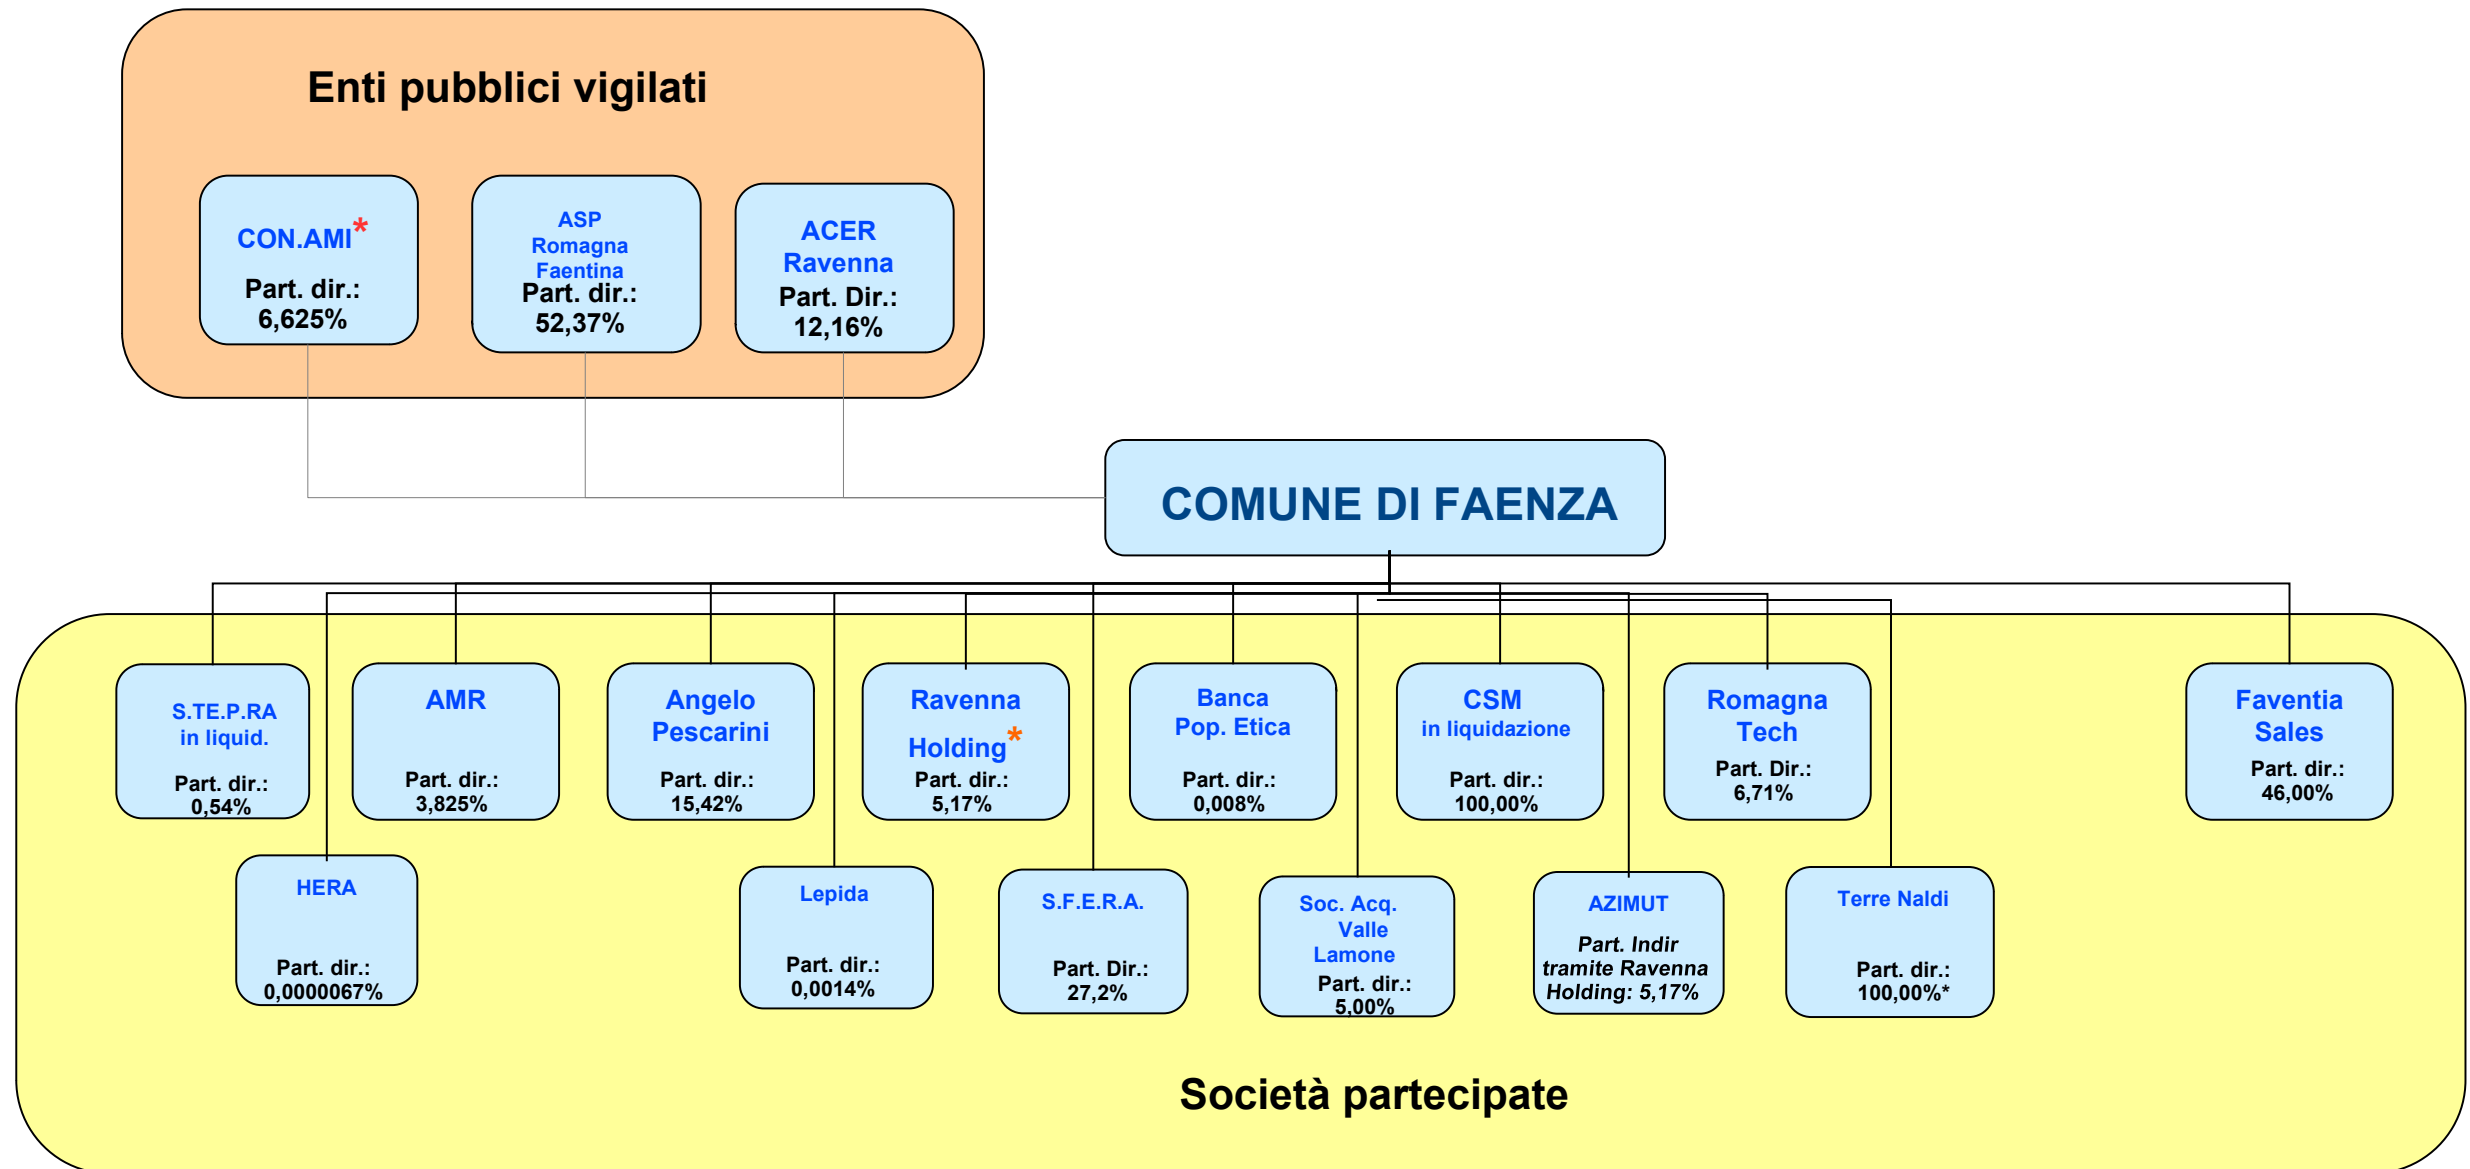 Enti pubblici vigilati
CON.AMI*
Part. dir.:
6,625%
ASP
Romagna
Faentina
Part. dir.:
52,37%
ACER
Ravenna
Part. Dir.:
12,16%
COMUNE DI FAENZA
S.TE.P.RA
in liquid.
Part. dir.:
0,54%
AMR
Part. dir.:
3,825%
Angelo
Pescarini
Part. dir.:
15,42%
Ravenna
Holding*
Part. dir.:
5,17%
Banca
Pop. Etica
Part. dir.:
0,008%
CSM
in liquidazione
Part. dir.:
100,00%
Romagna
Tech
Part. Dir.:
6,71%
Faventia
Sales
Part. dir.:
46,00%
HERA
Part. dir.:
0,0000067%
Lepida
Part. dir.:
0,0014%
S.F.E.R.A.
Part. Dir.:
27,2%
Soc. Acq.
Valle
Lamone
Part. dir.:
5,00%
AZIMUT
Part. Indir
tramite Ravenna
Holding: 5,17%
Terre Naldi
Part. dir.:
100,00%*
Società partecipate